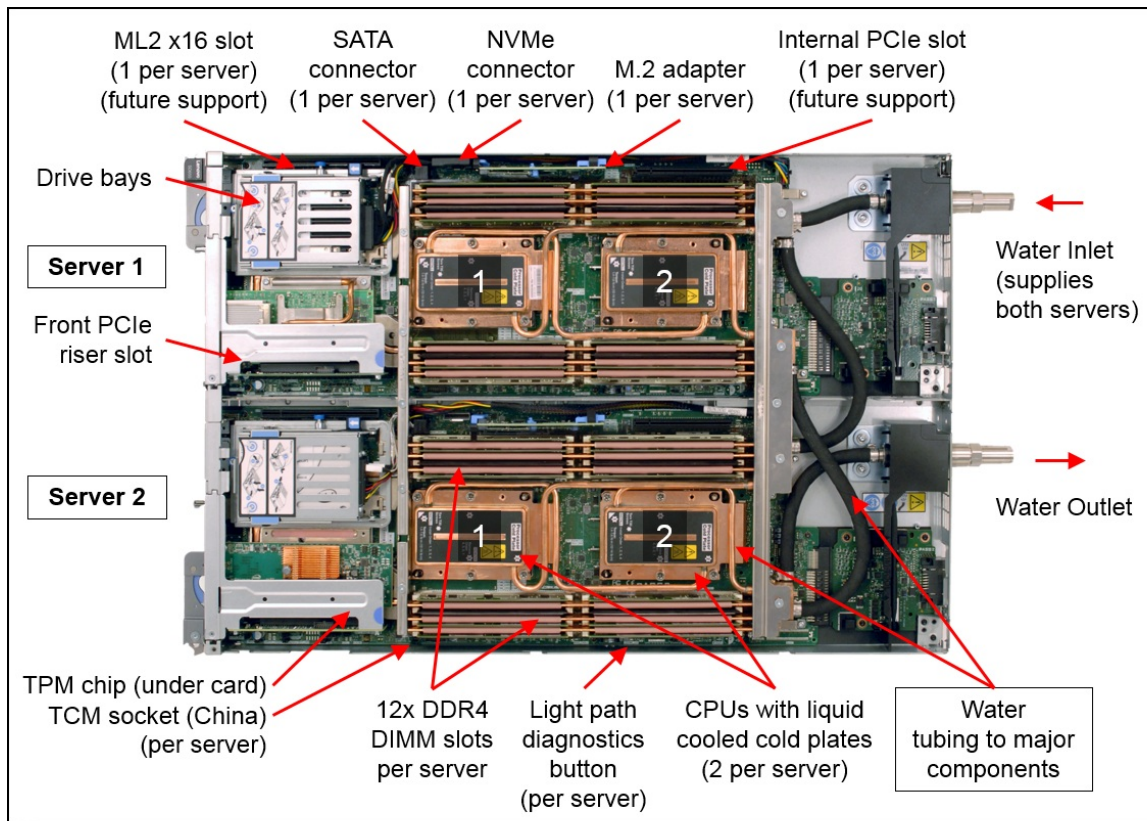 ML2 x16 slot
(1 per server)
(future support)
SATA
connector
(1 per server)
NVMe
connector
(1 per server)
M.2 adapter
(1 per server)
Internal PCIe slot
(1 per server)
(future support)
Drive bays
Server 1
Front PCIe
riser slot
1
2
Water Inlet
(supplies
both servers)
Server 2
1
2
Water Outlet
TPM chip (under card)
TCM socket (China)
(per server)
12x DDR4
DIMM slots
per server
Light path
diagnostics
button
(per server)
CPUs with liquid
cooled cold plates
(2 per server)
Water
tubing to major
components